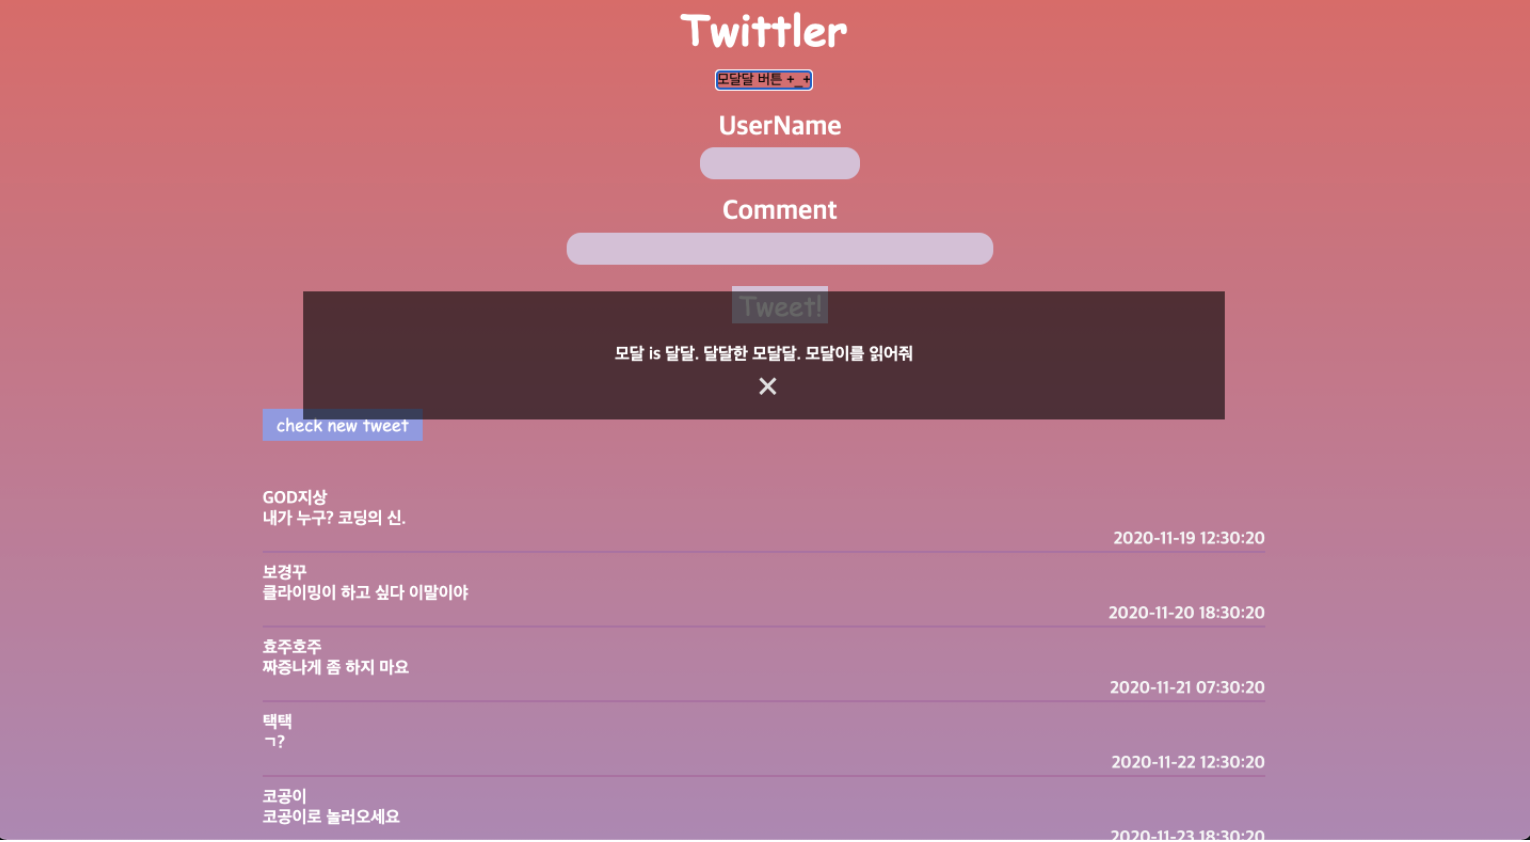 Twittler
모달달 버튼 +_+
UserName
Comment
Tweet!
모달 is 달달. 달달한 모달달. 모달이를 읽어줘
check new tweet
GOD지상
내가 누구? 코딩의 신.
2020-11-19 12:30:20
보경꾸
클라이밍이 하고 싶다 이말이야
2020-11-20 18:30:20
효주호주
짜증나게 좀 하지 마요
2020-11-21 07:30:20
택택
ㄱ?
2020-11-22 12:30:20
코공이
코공이로 놀러오세요
2020-11-23 18:30:20